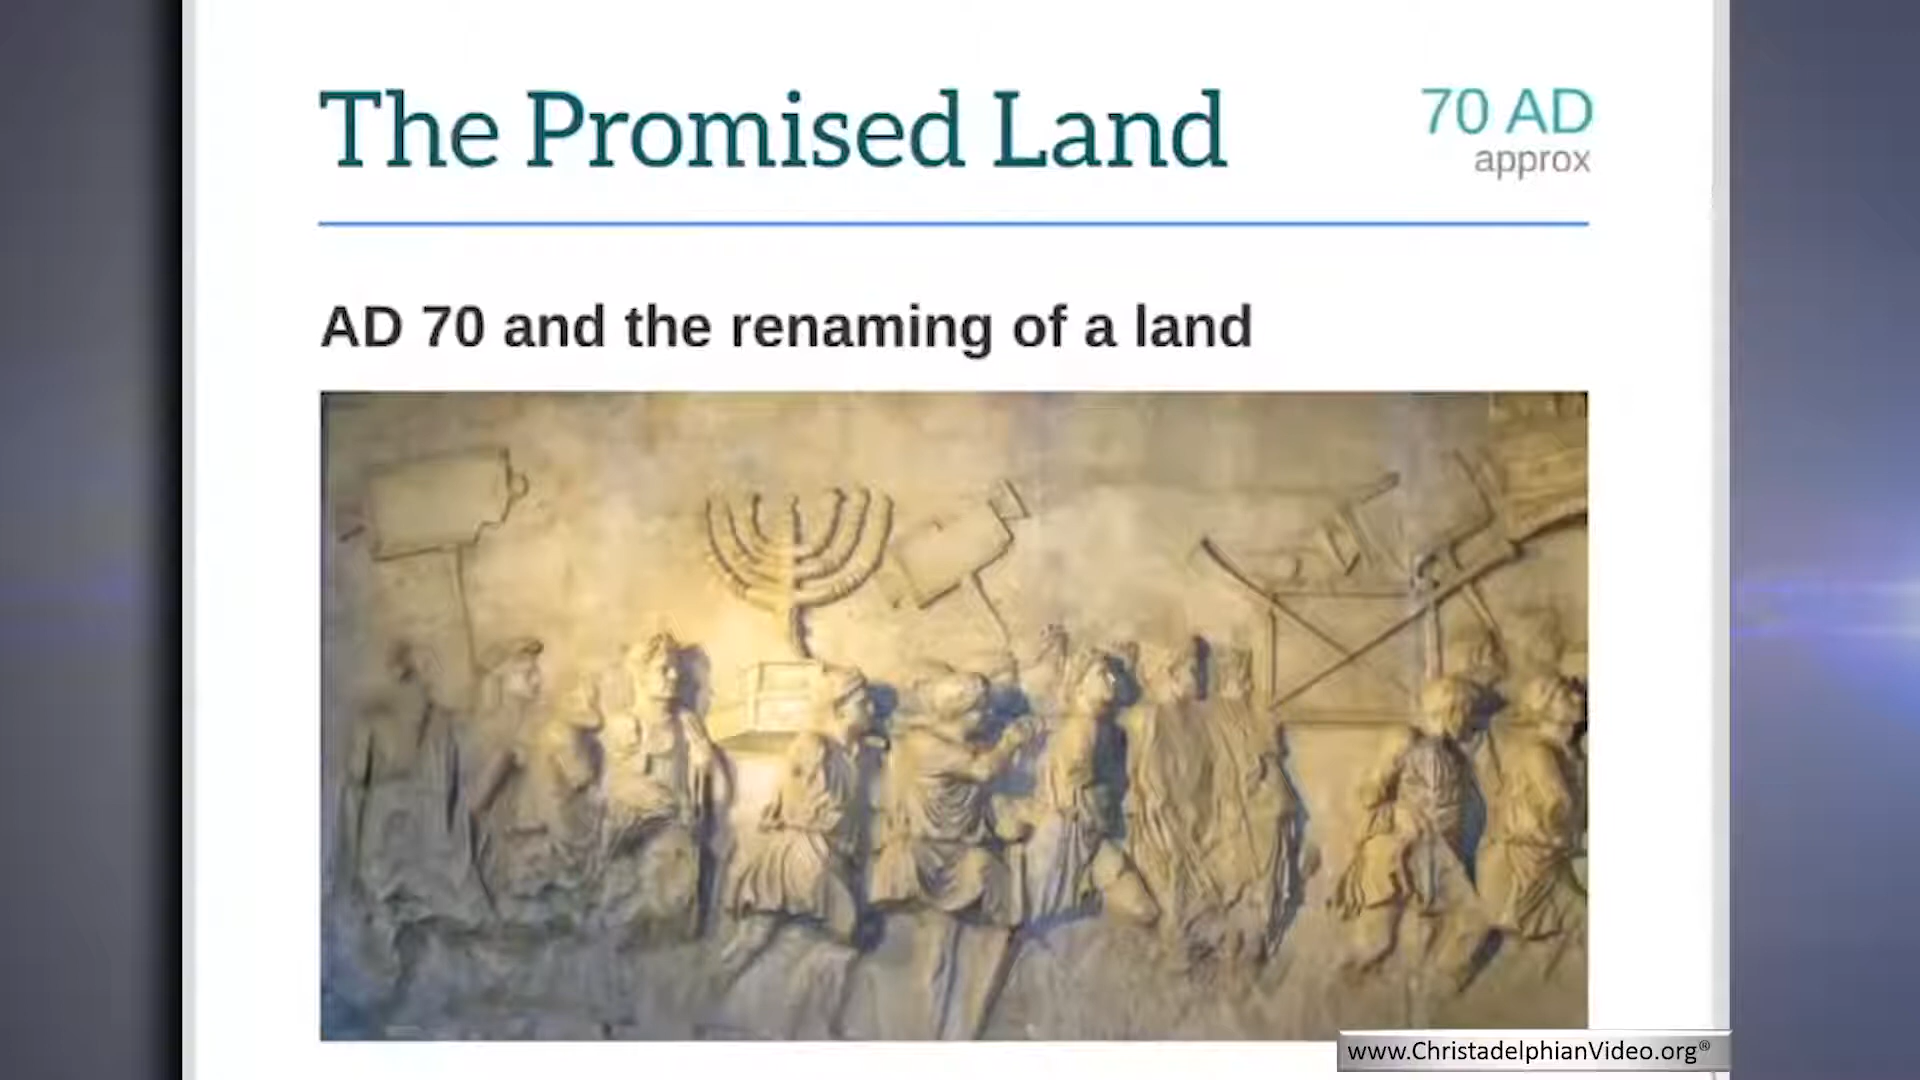 The Promised Land
70 AD
approx
AD 70 and the renaming of a land
www.ChristadelphianVideo.org®